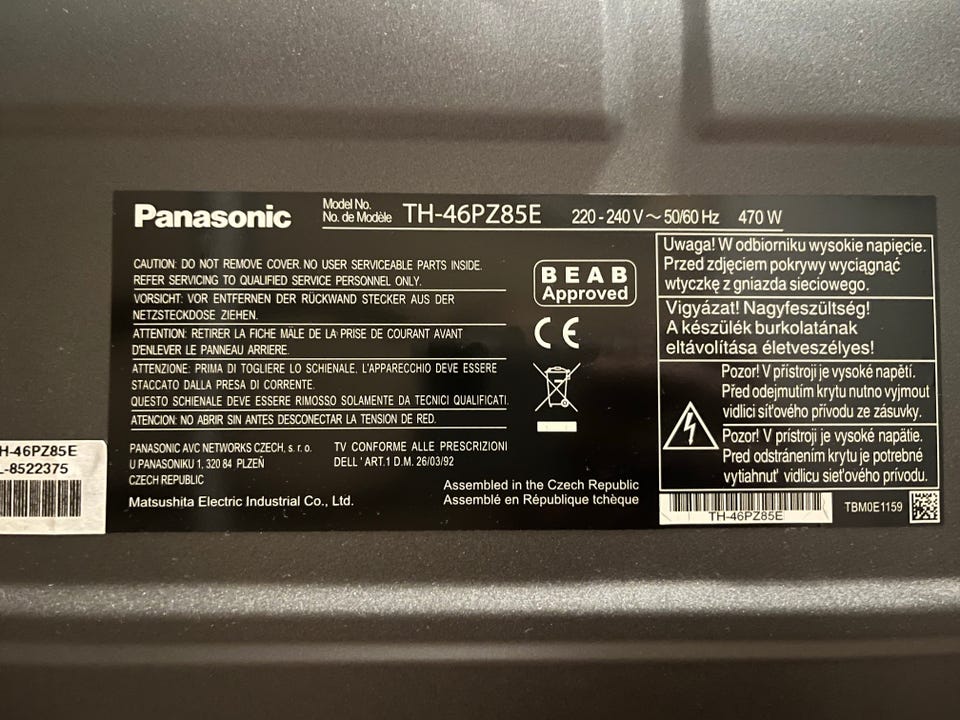 Panasonic
Model No.
No. de Modèle
TH-46PZ85E
220 - 240 V ~ 50/60 Hz 470 W
CAUTION: DO NOT REMOVE COVER. NO USER SERVICEABLE PARTS INSIDE.
REFER SERVICING TO QUALIFIED SERVICE PERSONNEL ONLY.
VORSICHT: VOR ENTFERNEN DER RÜCKWAND STECKER AUS DER
NETZSTECKDOSE ZIEHEN.
ATTENTION: RETIRER LA FICHE MÂLE DE LA PRISE DE COURANT AVANT
D'ENLEVER LE PANNEAU ARRIERE.
ATTENZIONE: PRIMA DI TOGLIERE LO SCHIENALE, L'APPARECCHIO DEVE ESSERE
STACCATO DALLA PRESA DI CORRENTE.
QUESTO SCHIENALE DEVE ESSERE RIMOSSO SOLAMENTE DA TECNICI QUALIFICATI.
ATENCION: NO ABRIR SIN ANTES DESCONECTAR LA TENSION DE RED.
PANASONIC AVC NETWORKS CZECH, s. r. o.
U PANASONIKU 1, 320 84 PLZEŇ
CZECH REPUBLIC
TV CONFORME ALLE PRESCRIZIONI
DELL 'ART.1 D.M. 26/03/92
Matsushita Electric Industrial Co., Ltd.
Assembled in the Czech Republic
Assemblé en République tchèque
BEAB
Approved
CE
Uwaga! W odbiorniku wysokie napięcie.
Przed zdjęciem pokrywy wyciągnąć
wtyczkę z gniazda sieciowego.
Vigyázat! Nagyfeszültség!
A készülék burkolatának
eltávolítása életveszélyes!
Pozor! V přístroji je vysoké napětí.
Před odejmutím krytu nutno vyjmout
vidlici síťového přívodu ze zásuvky.
Pozor! V prístroji je vysoké napätie.
Pred odstránením krytu je potrebné
vytiahnuť vidlicu sieťového prívodu.
TH-46PZ85E
TBM0E1159
H-46PZ85E
L-8522375